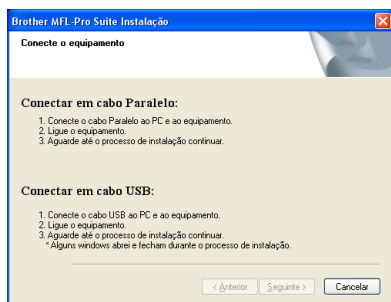 Brother MFL-Pro Suite Instalação
Conecte o equipamento
Conectar em cabo Paralelo:
1. Conecte o cabo Paralelo ao PC e ao equipamento.
2. Ligue o equipamento.
3. Aguarde até o processo de instalação continuar.
Conectar em cabo USB:
1. Conecte o cabo USB ao PC e ao equipamento.
2. Ligue o equipamento.
3. Aguarde até o processo de instalação continuar.
* Alguns windows abrei e fecham durante o processo de instalação.
< Anterior Seguinte > Cancelar